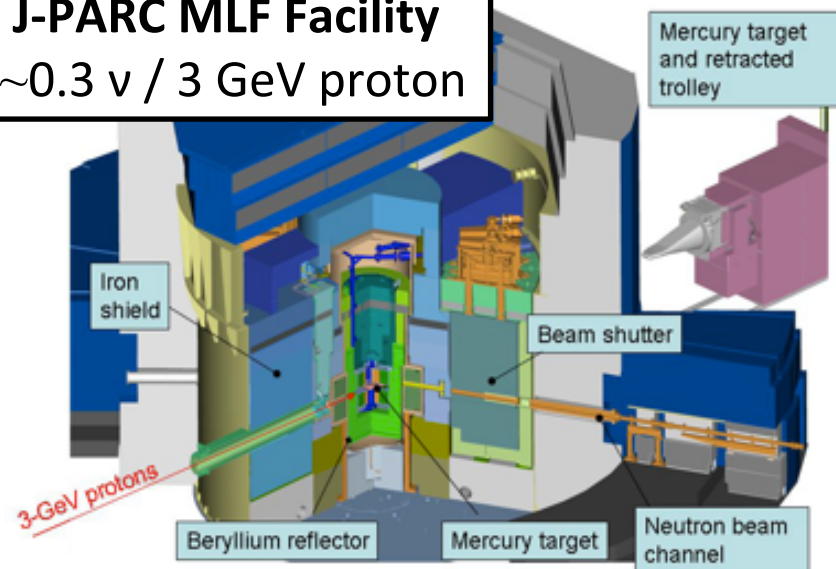 J-PARC MLF Facility
~0.3 ν / 3 GeV proton
Mercury target
and retracted
trolley
Iron
shield
Beam shutter
3-GeV protons
Beryllium reflector
Mercury target
Neutron beam
channel